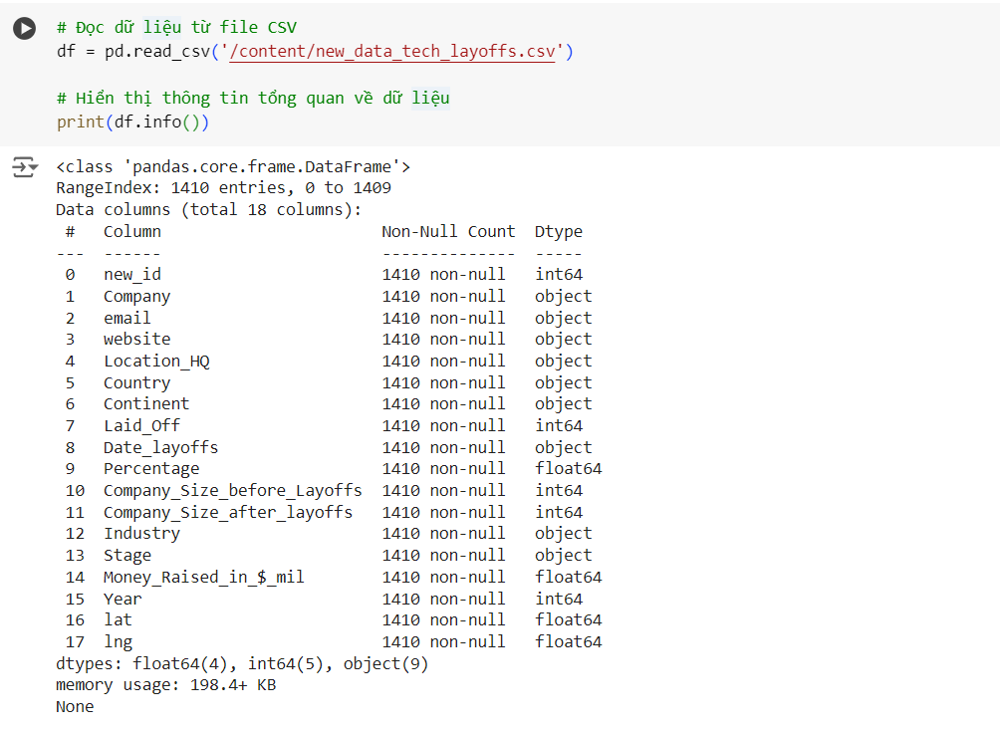 # Đọc dữ liệu từ file CSV
df = pd.read_csv('/content/new_data_tech_layoffs.csv')
# Hiển thị thông tin tổng quan về dữ liệu
print(df.info())
<class 'pandas.core.frame.DataFrame'>
RangeIndex: 1410 entries, 0 to 1409
Data columns (total 18 columns):
 #   Column                       Non-Null Count  Dtype
---  ------                       --------------  -----
 0   new_id                       1410 non-null   int64
 1   Company                      1410 non-null   object
 2   email                        1410 non-null   object
 3   website                      1410 non-null   object
 4   Location_HQ                  1410 non-null   object
 5   Country                      1410 non-null   object
 6   Continent                    1410 non-null   object
 7   Laid_Off                     1410 non-null   int64
 8   Date_layoffs                 1410 non-null   object
 9   Percentage                   1410 non-null   float64
 10  Company_Size_before_Layoffs  1410 non-null   int64
 11  Company_Size_after_layoffs   1410 non-null   int64
 12  Industry                     1410 non-null   object
 13  Stage                        1410 non-null   object
 14  Money_Raised_in_$_mil        1410 non-null   float64
 15  Year                         1410 non-null   int64
 16  lat                          1410 non-null   float64
 17  lng                          1410 non-null   float64
dtypes: float64(4), int64(5), object(9)
memory usage: 198.4+ KB
None